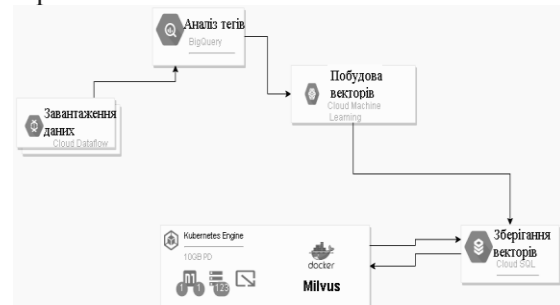 Аналіз тегів
BigQuery
Побудова
векторів
Cloud Machine
Learning
Завантаження
даних
Cloud Dataflow
Kubernetes Engine
10GB PD
docker
Milvus
Зберігання
векторів
Cloud SQL